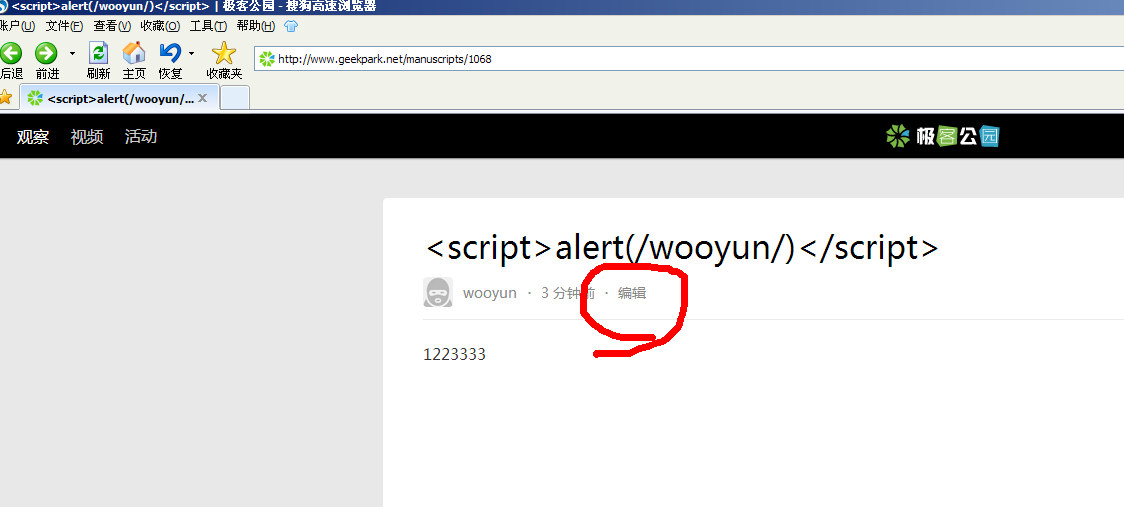 <script>alert(/wooyun/)</script> | 极客公园 - 搜狗高速浏览器
账户(U) 文件(F) 查看(V) 收藏(O) 工具(T) 帮助(H)
后退 前进 刷新 主页 恢复 收藏夹
http://www.geekpark.net/manuscripts/1068
<script>alert(/wooyun/...
观察 视频 活动
极客公园
<script>alert(/wooyun/)</script>
wooyun · 3 分钟前 · 编辑
1223333